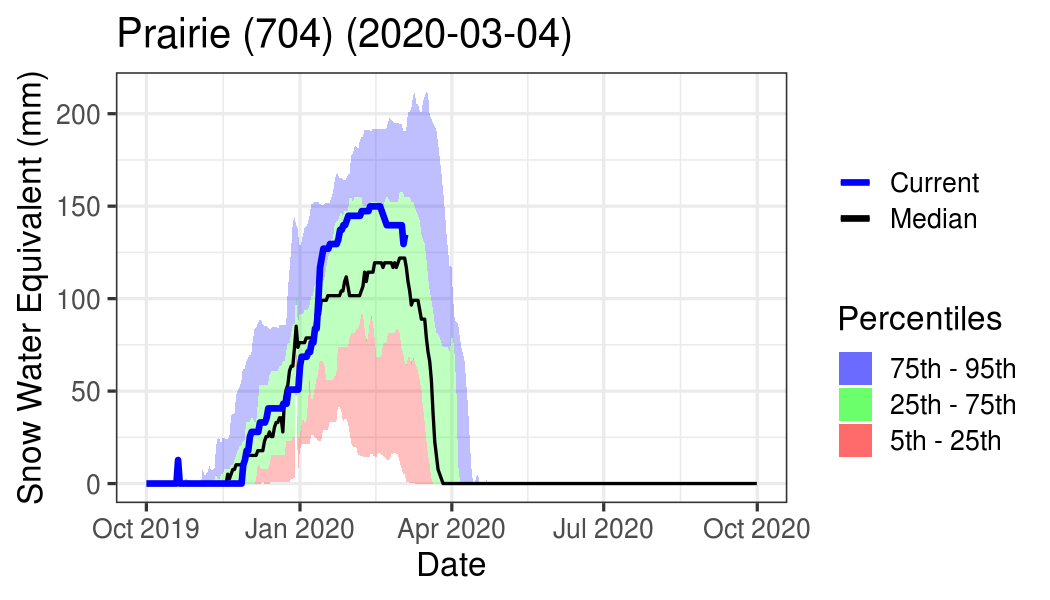 Prairie (704) (2020-03-04)
Snow Water Equivalent (mm)
200
150
100
50
0
Oct 2019 Jan 2020 Apr 2020 Jul 2020 Oct 2020
Date
Current
Median
Percentiles
75th - 95th
25th - 75th
5th - 25th